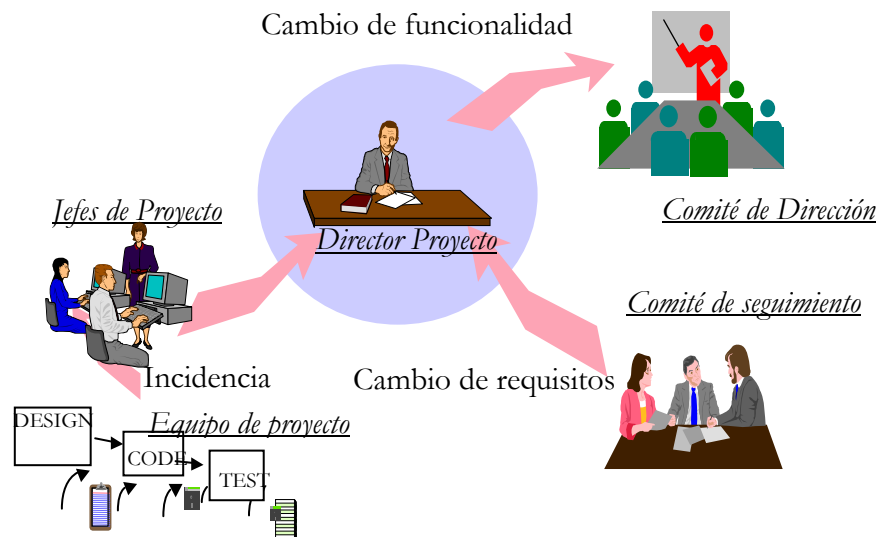 Cambio de funcionalidad
Jefes de Proyecto
Director Proyecto
Comité de Dirección
Comité de seguimiento
Incidencia
Cambio de requisitos
Equipo de proyecto
DESIGN
CODE
TEST